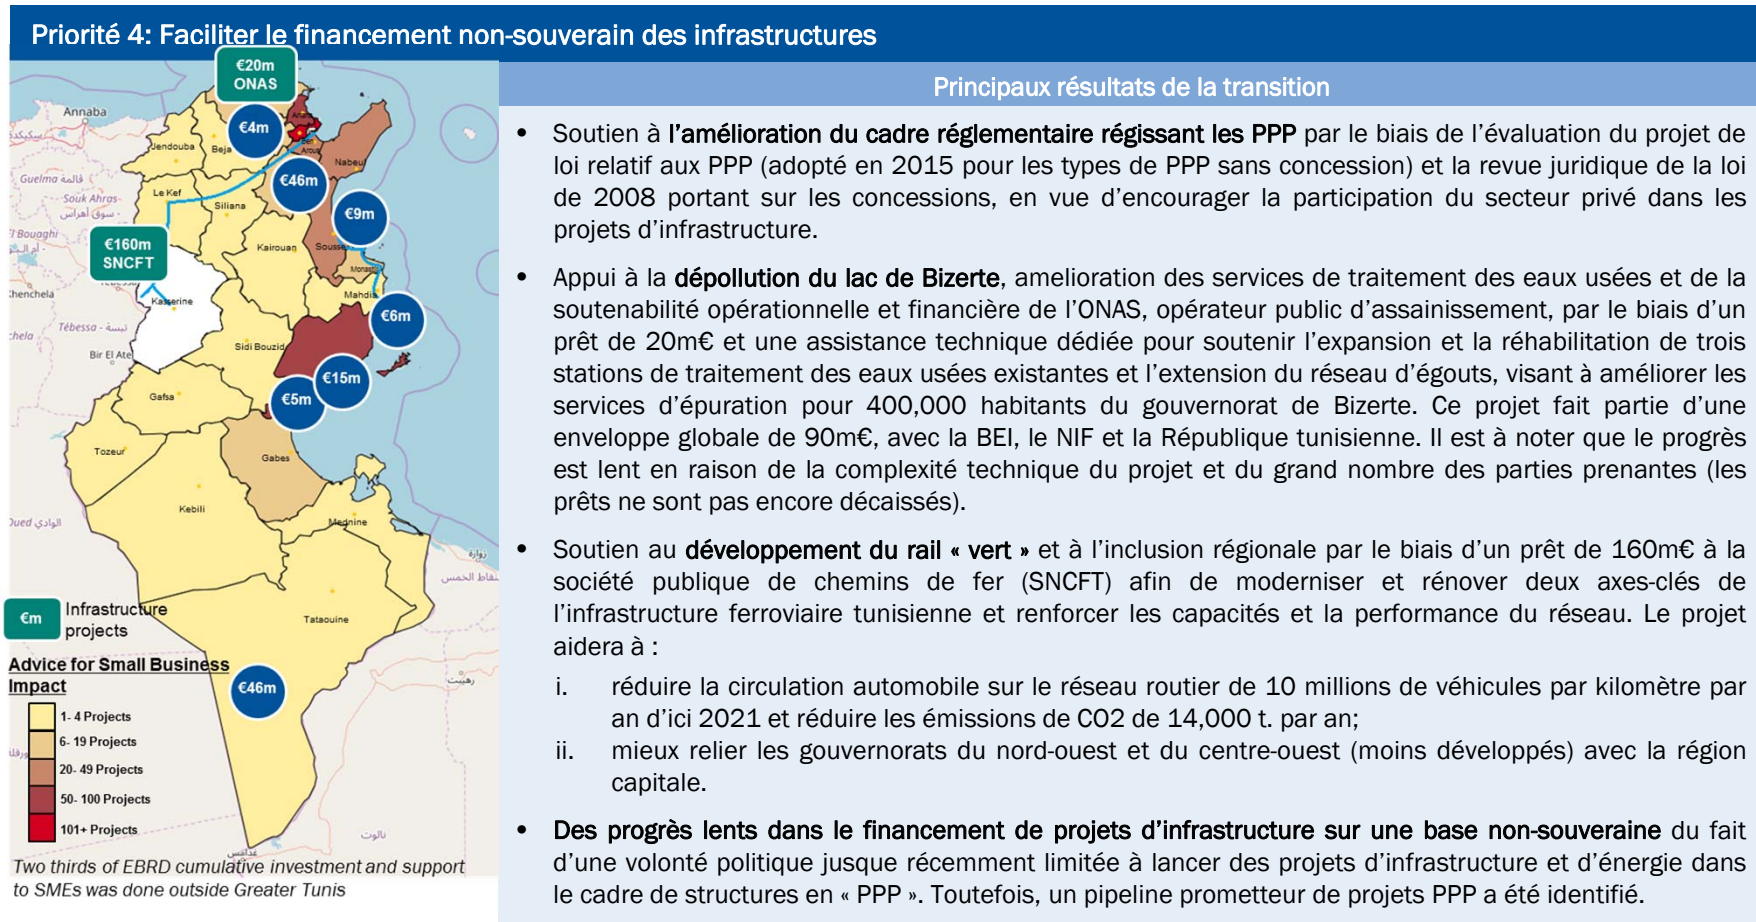 Priorité 4: Faciliter le financement non-souverain des infrastructures
€20m
ONAS
Annaba
€4m
Jendouba
Beja
Nabeul
Guelma قالمة
Le Kef
€46m
Souk Ahras
سوق أهراس
Siliana
€9m
€160m
SNCFT
Kairouan
Sousse
Monastir
Khenchela
Kasserine
Mahdia
€6m
Tébessa - تبسة
Bir El Ater
Sidi Bouzid
€15m
€5m
Gafsa
Tozeur
Gabes
Kebili
Mednine
الوادي
زوارة
€m
Infrastructure
projects
Tataouine
Advice for Small Business
Impact
€46m
1- 4 Projects
6- 19 Projects
20- 49 Projects
50- 100 Projects
101+ Projects
نالوت
غدامس
Two thirds of EBRD cumulative investment and support
to SMEs was done outside Greater Tunis
Principaux résultats de la transition
• Soutien à l’amélioration du cadre réglementaire régissant les PPP par le biais de l’évaluation du projet de
loi relatif aux PPP (adopté en 2015 pour les types de PPP sans concession) et la revue juridique de la loi
de 2008 portant sur les concessions, en vue d’encourager la participation du secteur privé dans les
projets d’infrastructure.
• Appui à la dépollution du lac de Bizerte, amelioration des services de traitement des eaux usées et de la
soutenabilité opérationnelle et financière de l’ONAS, opérateur public d’assainissement, par le biais d’un
prêt de 20m€ et une assistance technique dédiée pour soutenir l’expansion et la réhabilitation de trois
stations de traitement des eaux usées existantes et l’extension du réseau d’égouts, visant à améliorer les
services d’épuration pour 400,000 habitants du gouvernorat de Bizerte. Ce projet fait partie d’une
enveloppe globale de 90m€, avec la BEI, le NIF et la République tunisienne. Il est à noter que le progrès
est lent en raison de la complexité technique du projet et du grand nombre des parties prenantes (les
prêts ne sont pas encore décaissés).
• Soutien au développement du rail « vert » et à l’inclusion régionale par le biais d’un prêt de 160m€ à la
société publique de chemins de fer (SNCFT) afin de moderniser et rénover deux axes-clés de
l’infrastructure ferroviaire tunisienne et renforcer les capacités et la performance du réseau. Le projet
aidera à :
i. réduire la circulation automobile sur le réseau routier de 10 millions de véhicules par kilomètre par
an d’ici 2021 et réduire les émissions de CO2 de 14,000 t. par an;
ii. mieux relier les gouvernorats du nord-ouest et du centre-ouest (moins développés) avec la région
capitale.
• Des progrès lents dans le financement de projets d’infrastructure sur une base non-souveraine du fait
d’une volonté politique jusque récemment limitée à lancer des projets d’infrastructure et d’énergie dans
le cadre de structures en « PPP ». Toutefois, un pipeline prometteur de projets PPP a été identifié.